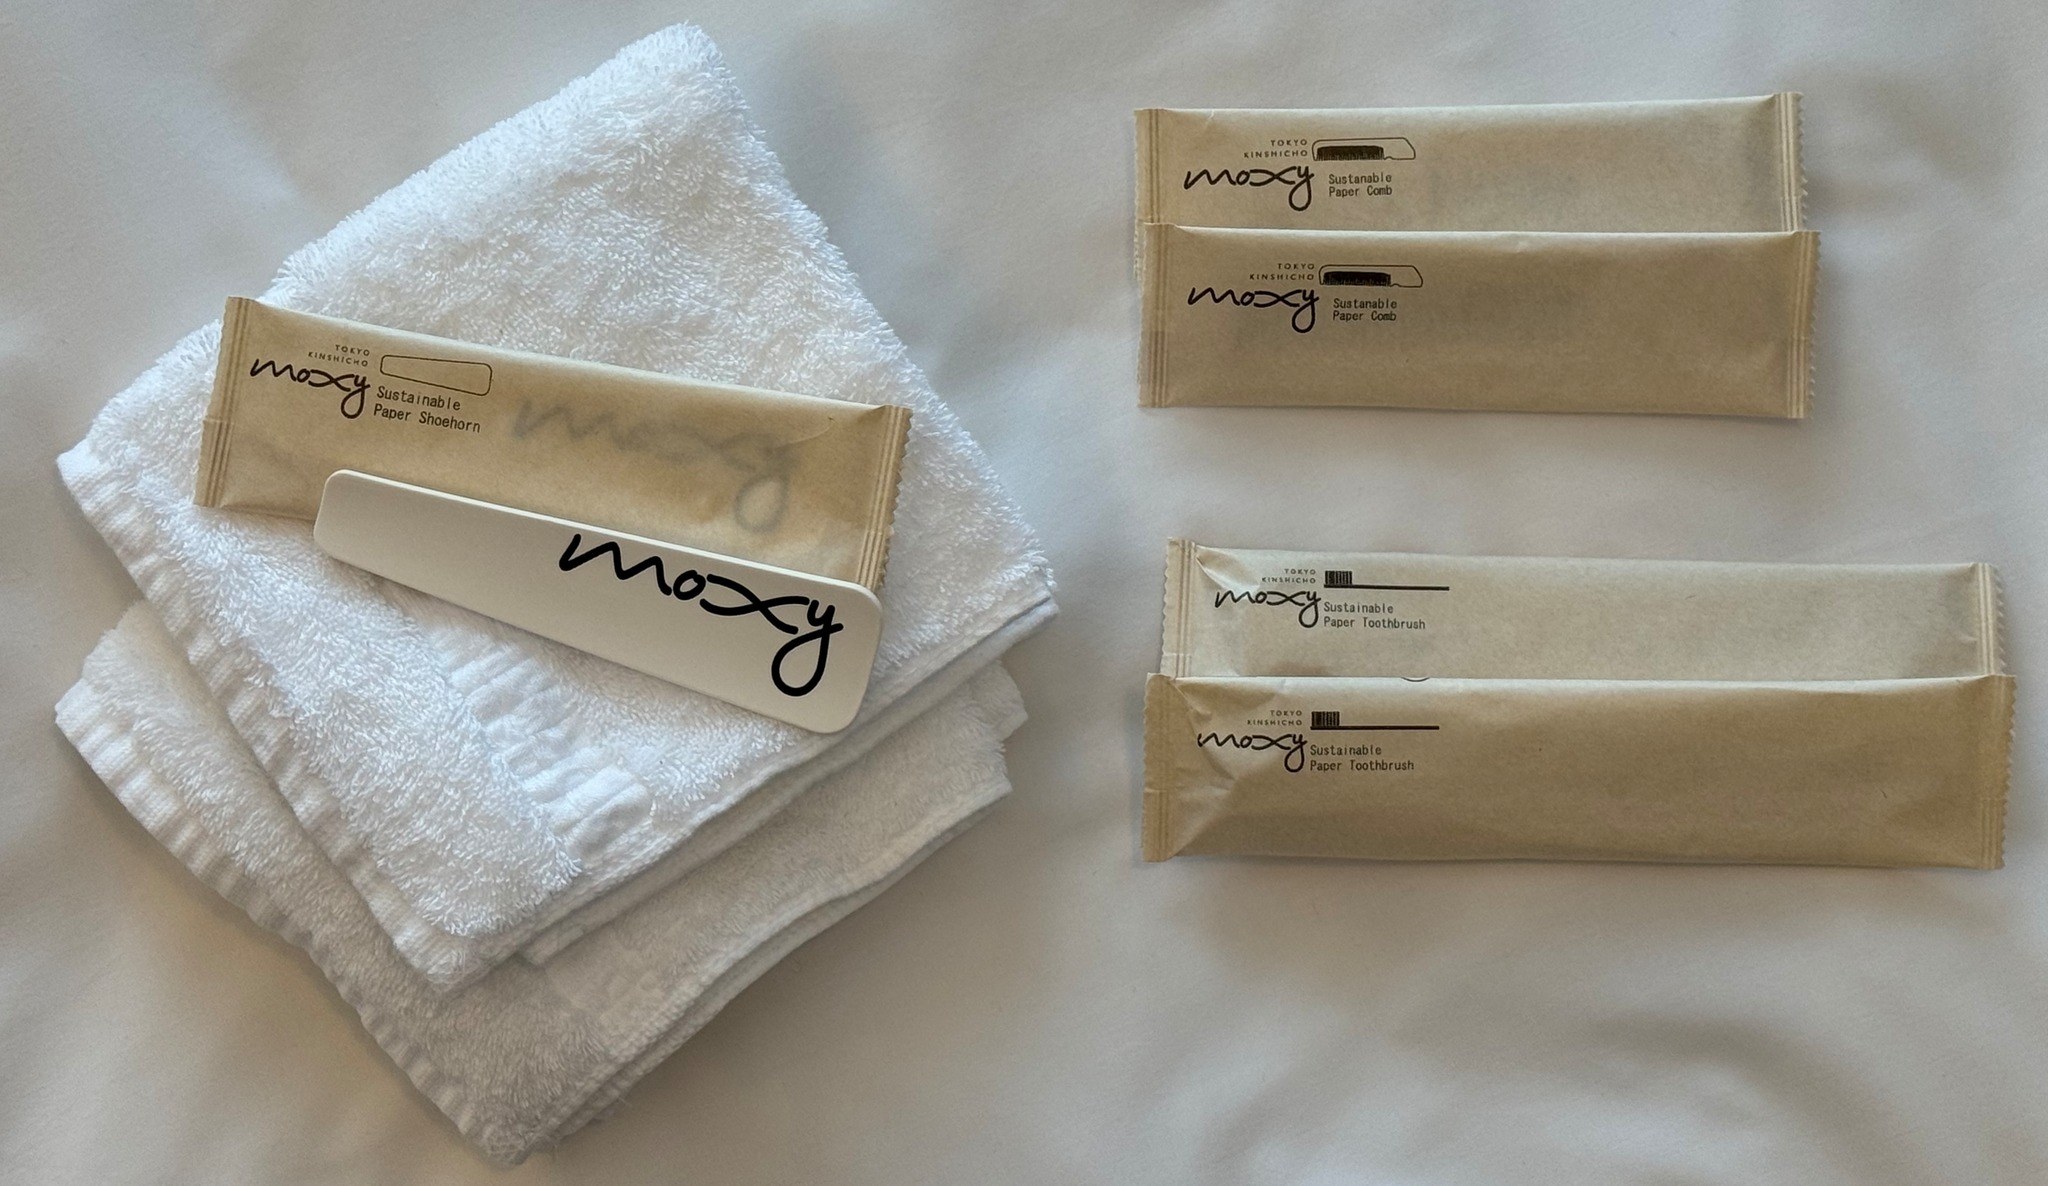 TOKYO
KINSHICHO
moxy
Sustainable
Paper Shoehorn
moxy
moxy
TOKYO
KINSHICHO
moxy
Sustanable
Paper Comb
TOKYO
KINSHICHO
moxy
Sustanable
Paper Comb
TOKYO
KINSHICHO
moxy
Sustainable
Paper Toothbrush
TOKYO
KINSHICHO
moxy
Sustainable
Paper Toothbrush